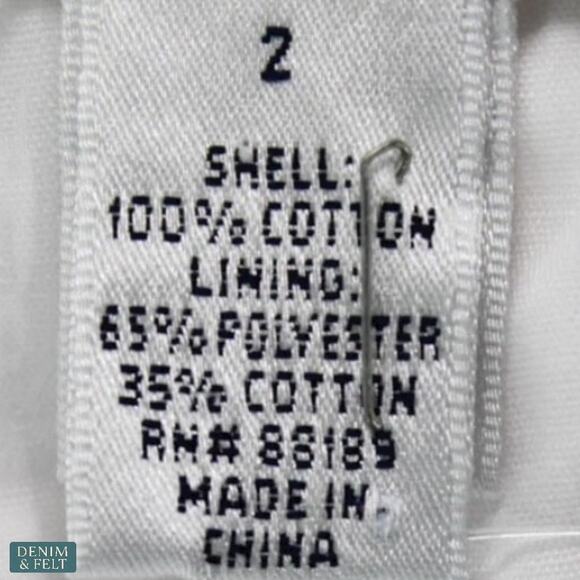 2
SHELL:
100% COTTON
LINING:
65% POLYESTER
35% COTTON
RN# 88189
MADE IN
CHINA
DENIM
& FELT